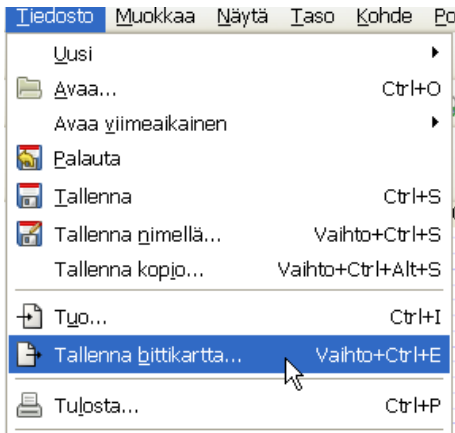 Tiedosto Muokkaa Näytä Taso Kohde Po
Uusi
Avaa... Ctrl+O
Avaa viimeaikainen
Palauta
Tallenna Ctrl+S
Tallenna nimellä... Vaihto+Ctrl+S
Tallenna kopio... Vaihto+Ctrl+Alt+S
Tuo... Ctrl+I
Tallenna bittikartta... Vaihto+Ctrl+E
Tulosta... Ctrl+P